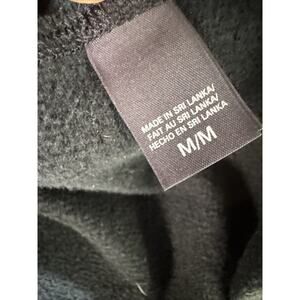 MADE IN SRI LANKA/
FAIT AU SRI LANKA/
HECHO EN SRI LANKA
M/M